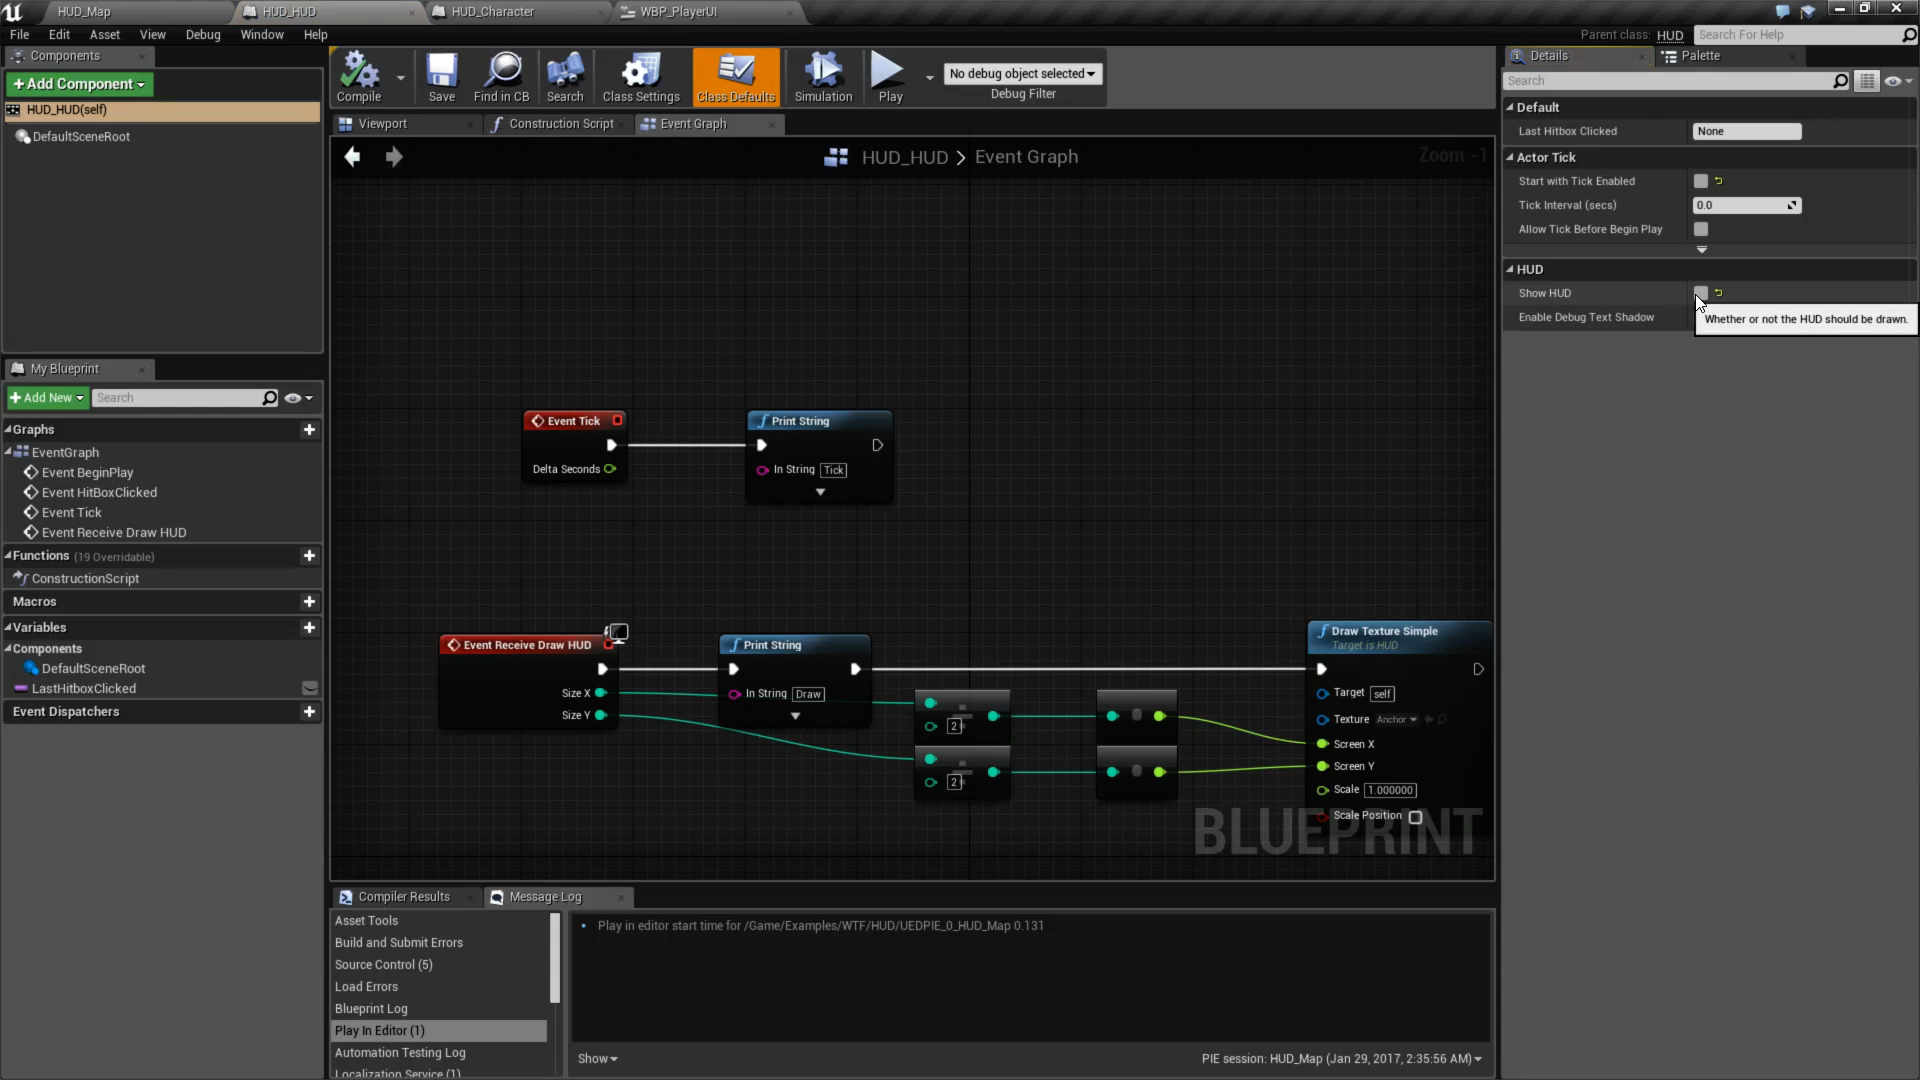 HUD_Map
HUD_HUD
HUD_Character
WBP_PlayerUI
File Edit Asset View Debug Window Help
Parent class: HUD
Search For Help
Components
+Add Component
HUD_HUD(self)
DefaultSceneRoot
Compile
Save
Find in CB
Search
Class Settings
Class Defaults
Simulation
Play
No debug object selected
Debug Filter
Viewport
Construction Script
Event Graph
HUD_HUD > Event Graph
Zoom -1
Details
Palette
Search
Default
Last Hitbox Clicked None
Actor Tick
Start with Tick Enabled
Tick Interval (secs) 0.0
Allow Tick Before Begin Play
HUD
Show HUD
Enable Debug Text Shadow
Whether or not the HUD should be drawn.
My Blueprint
+Add New
Search
Graphs
EventGraph
Event BeginPlay
Event HitBoxClicked
Event Tick
Event Receive Draw HUD
Functions (19 Overridable)
ConstructionScript
Macros
Variables
Components
DefaultSceneRoot
LastHitboxClicked
Event Dispatchers
Event Tick
Delta Seconds
Print String
In String Tick
Event Receive Draw HUD
Size X
Size Y
Print String
In String Draw
2
2
Draw Texture Simple
Target is HUD
Target self
Texture Anchor
Screen X
Screen Y
Scale 1.000000
Scale Position
BLUEPRINT
Compiler Results
Message Log
Asset Tools
Build and Submit Errors
Source Control (5)
Load Errors
Blueprint Log
Play In Editor (1)
Automation Testing Log
Localization Service (1)
Play in editor start time for /Game/Examples/WTF/HUD/UEDPIE_0_HUD_Map 0.131
Show
PIE session: HUD_Map (Jan 29, 2017, 2:35:56 AM)